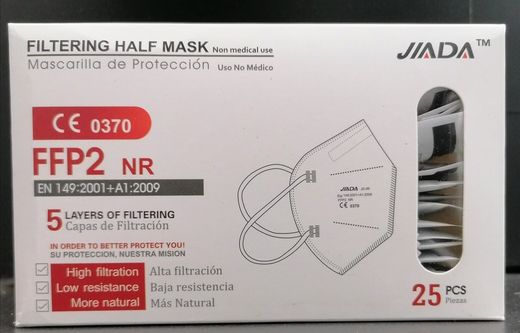 FILTERING HALF MASK Non medical use
Mascarilla de Protección Uso No Médico
JIADA™
CE 0370
FFP2 NR
EN 149:2001+A1:2009
5 LAYERS OF FILTERING
Capas de Filtración
IN ORDER TO BETTER PROTECT YOU!
SU PROTECCION, NUESTRA MISION
High filtration Alta filtración
Low resistance Baja resistencia
More natural Más Natural
JIADA
FFP2 NR
CE 0370
25 PCS
Piezas